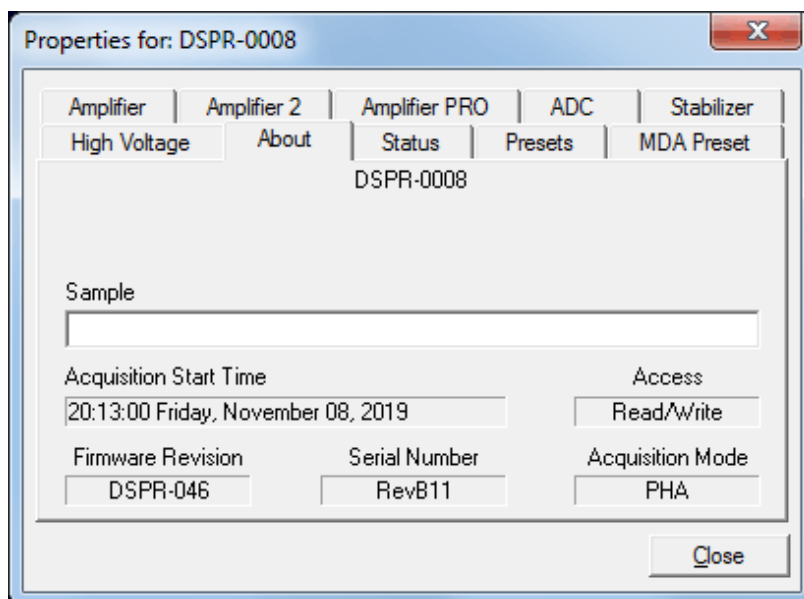 Properties for: DSPR-0008
Amplifier Amplifier 2 Amplifier PRO ADC Stabilizer
High Voltage About Status Presets MDA Preset
DSPR-0008
Sample
Acquisition Start Time Access
20:13:00 Friday, November 08, 2019 Read/Write
Firmware Revision Serial Number Acquisition Mode
DSPR-046 RevB11 PHA
Close